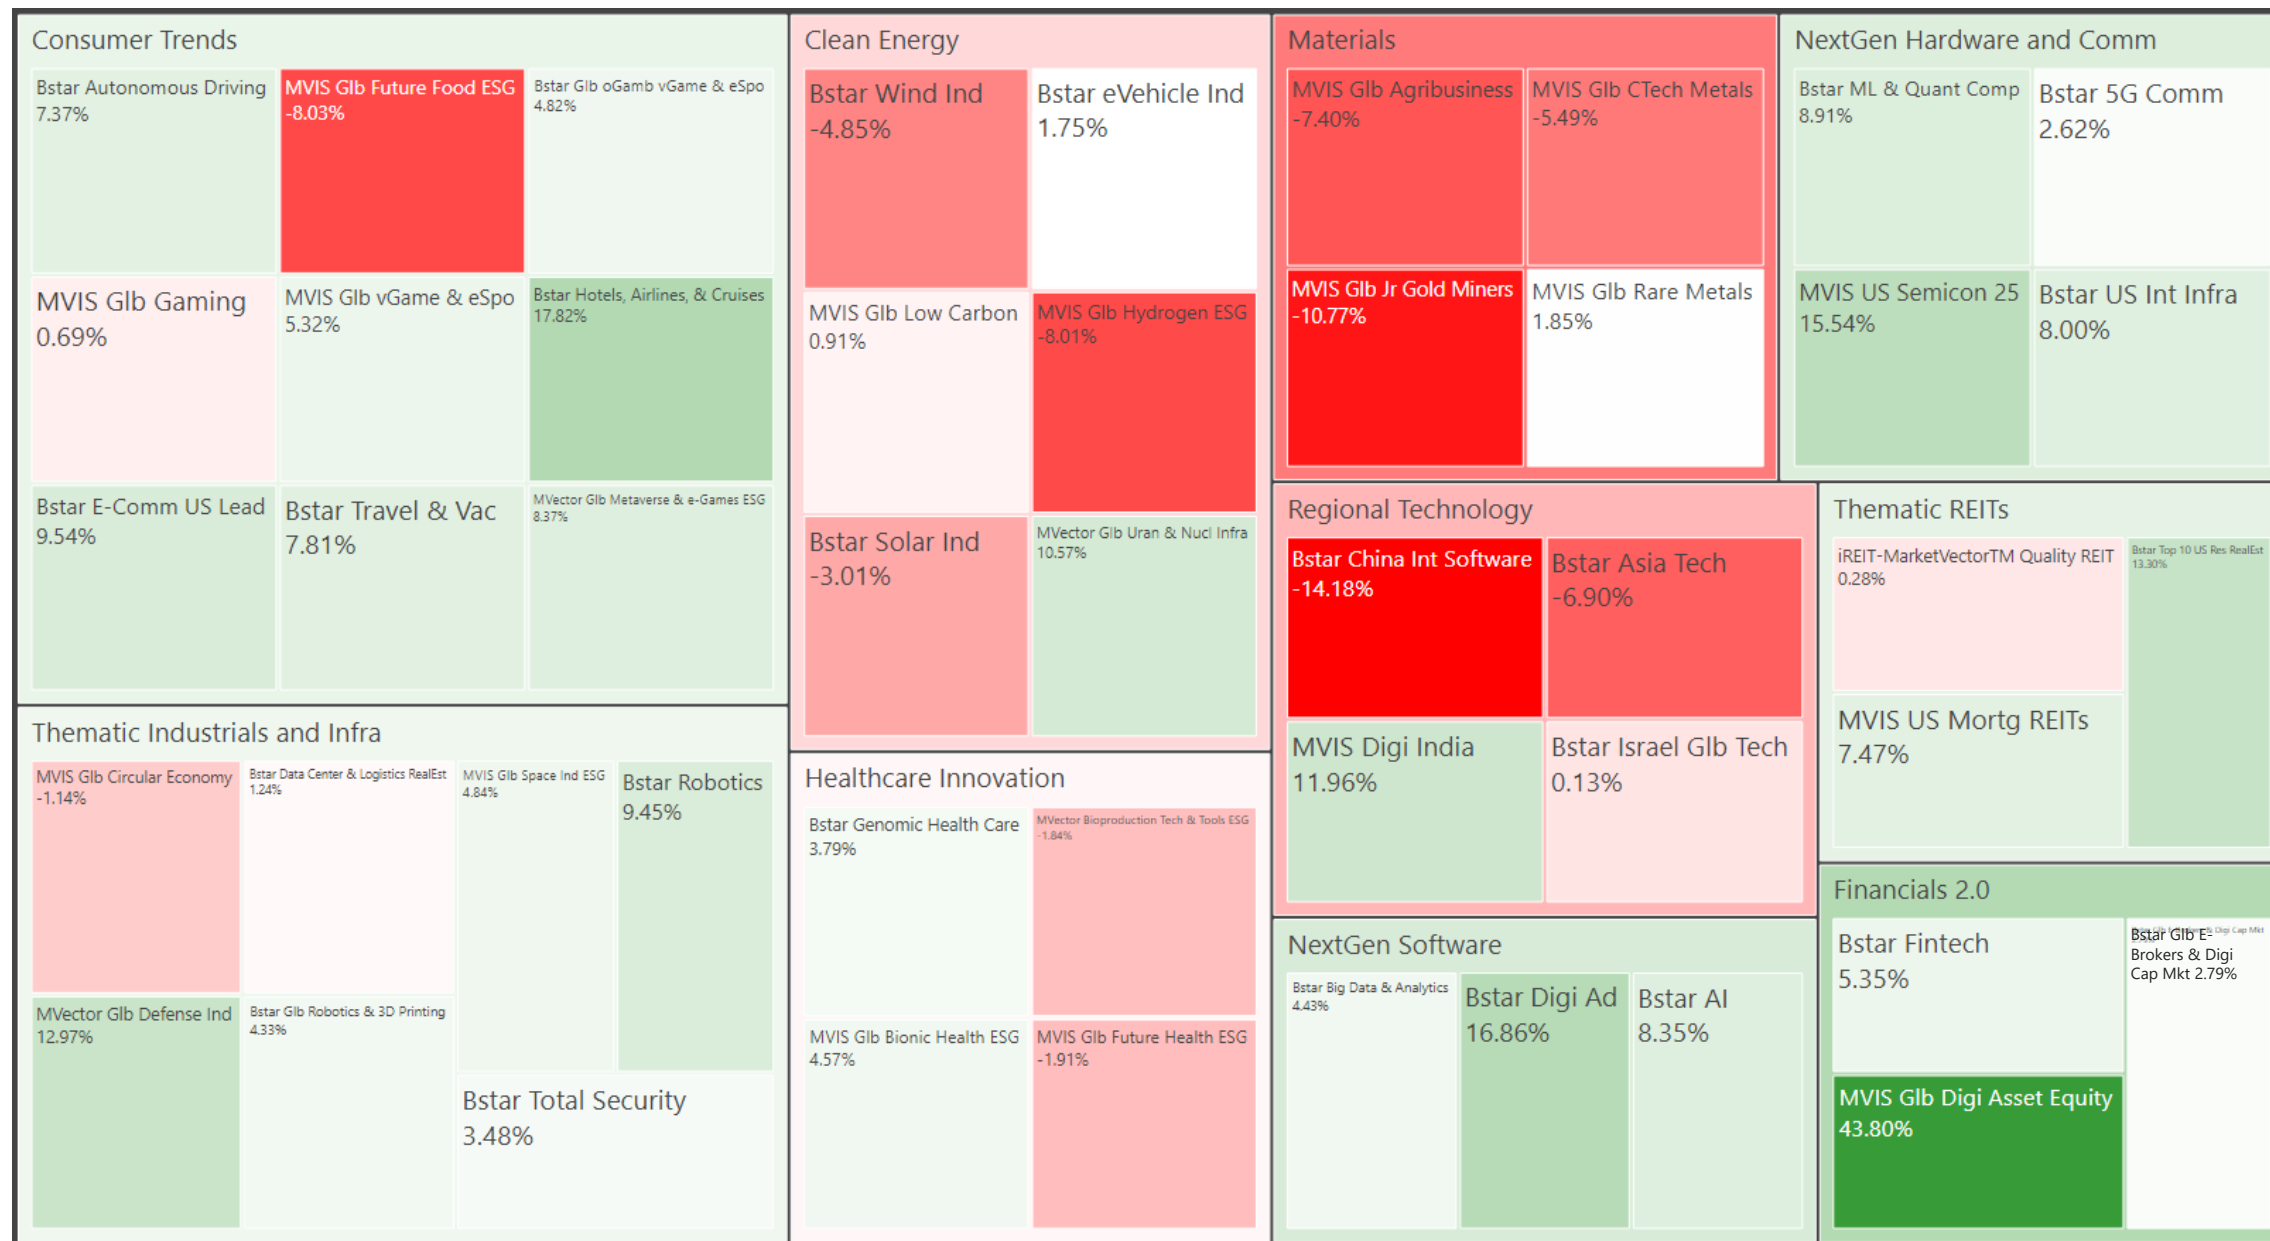 Consumer Trends
Bstar Autonomous Driving
7.37%
MVIS Glb Future Food ESG
-8.03%
Bstar Glb oGamb vGame & eSpo
4.82%
MVIS Glb Gaming
0.69%
MVIS Glb vGame & eSpo
5.32%
Bstar Hotels, Airlines, & Cruises
17.82%
Bstar E-Comm US Lead
9.54%
Bstar Travel & Vac
7.81%
MVector Glb Metaverse & e-Games ESG
8.37%
Thematic Industrials and Infra
MVIS Glb Circular Economy
-1.14%
Bstar Data Center & Logistics RealEst
1.24%
MVIS Glb Space Ind ESG
4.84%
Bstar Robotics
9.45%
MVector Glb Defense Ind
12.97%
Bstar Glb Robotics & 3D Printing
4.33%
Bstar Total Security
3.48%
Clean Energy
Bstar Wind Ind
-4.85%
Bstar eVehicle Ind
1.75%
MVIS Glb Low Carbon
0.91%
MVIS Glb Hydrogen ESG
-8.01%
Bstar Solar Ind
-3.01%
MVector Glb Uran & Nucl Infra
10.57%
Healthcare Innovation
Bstar Genomic Health Care
3.79%
MVector Bioproduction Tech & Tools ESG
-1.84%
MVIS Glb Bionic Health ESG
4.57%
MVIS Glb Future Health ESG
-1.91%
Materials
MVIS Glb Agribusiness
-7.40%
MVIS Glb CTech Metals
-5.49%
MVIS Glb Jr Gold Miners
-10.77%
MVIS Glb Rare Metals
1.85%
Regional Technology
Bstar China Int Software
-14.18%
Bstar Asia Tech
-6.90%
MVIS Digi India
11.96%
Bstar Israel Glb Tech
0.13%
NextGen Software
Bstar Big Data & Analytics
4.43%
Bstar Digi Ad
16.86%
Bstar AI
8.35%
NextGen Hardware and Comm
Bstar ML & Quant Comp
8.91%
Bstar 5G Comm
2.62%
MVIS US Semicon 25
15.54%
Bstar US Int Infra
8.00%
Thematic REITs
iREIT-MarketVectorTM Quality REIT
0.28%
Bstar Top 10 US Res RealEst
13.30%
MVIS US Mortg REITs
7.47%
Financials 2.0
Bstar Fintech
5.35%
& Digi Cap Mkt
Bstar Glb E-
Brokers & Digi
Cap Mkt 2.79%
MVIS Glb Digi Asset Equity
43.80%